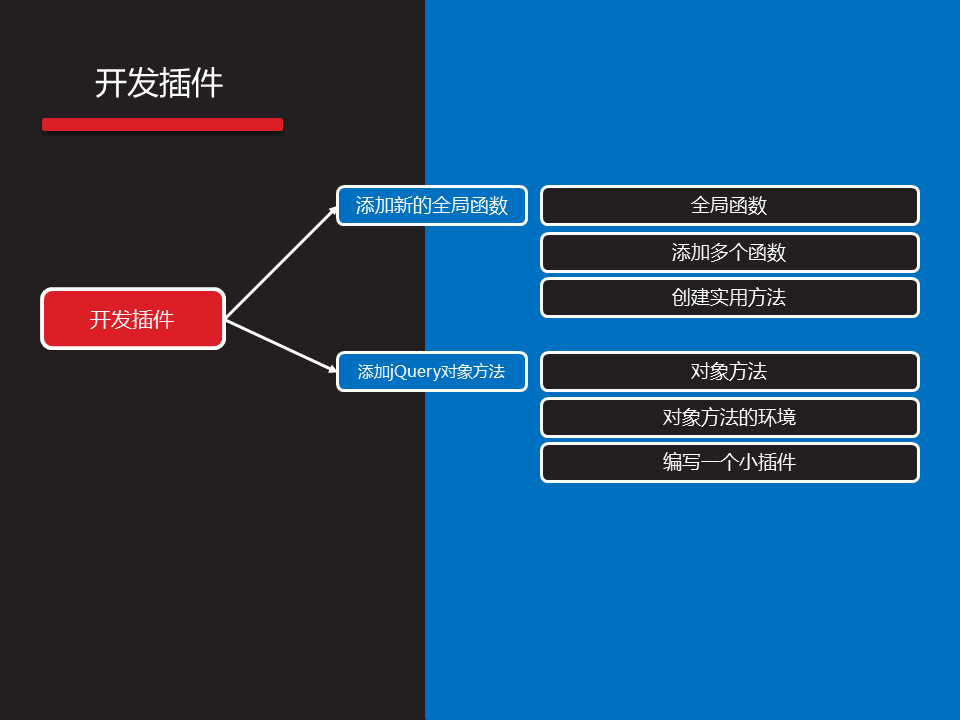 开发插件
添加新的全局函数
全局函数
添加多个函数
创建实用方法
开发插件
添加jQuery对象方法
对象方法
对象方法的环境
编写一个小插件